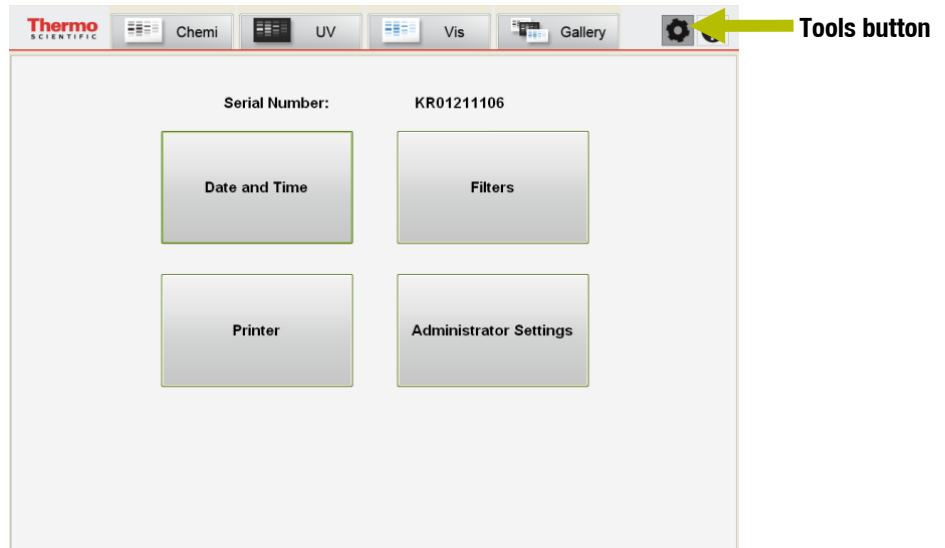 Thermo
SCIENTIFIC
Chemi
UV
Vis
Gallery
Tools button
Serial Number: KR01211106
Date and Time
Filters
Printer
Administrator Settings